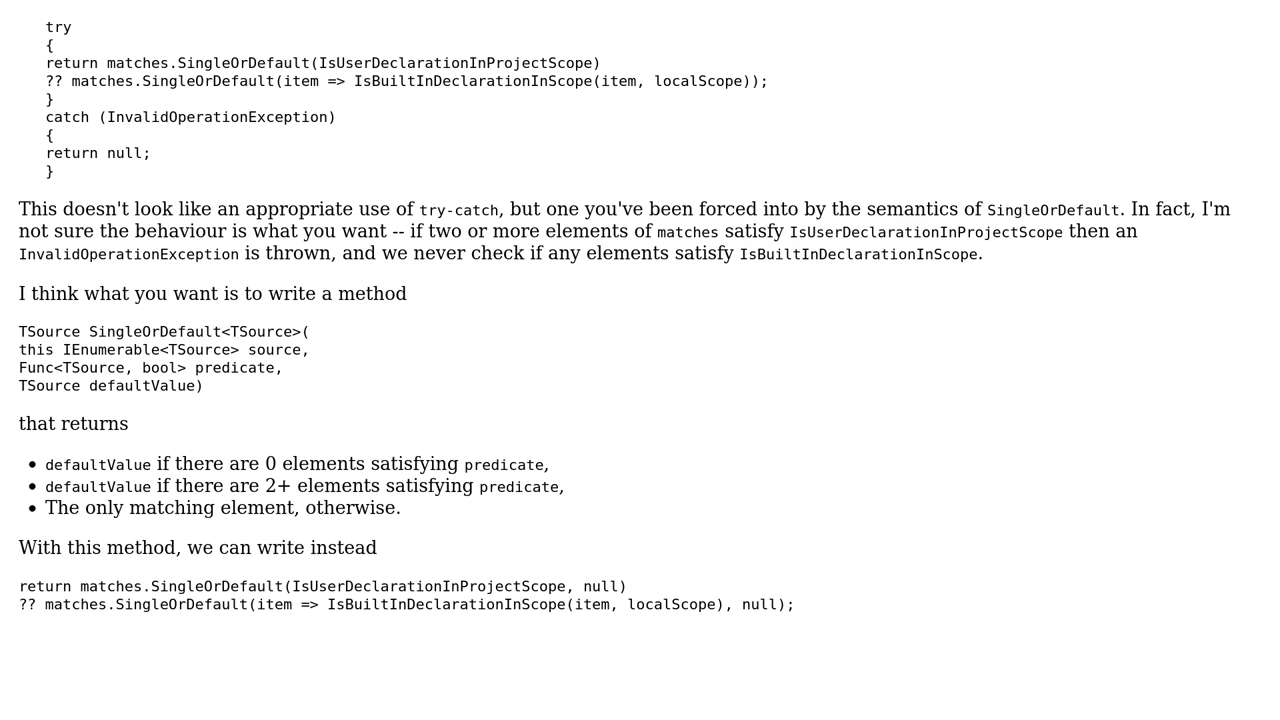 try
{
return matches.SingleOrDefault(IsUserDeclarationInProjectScope)
?? matches.SingleOrDefault(item => IsBuiltInDeclarationInScope(item, localScope));
}
catch (InvalidOperationException)
{
return null;
}
This doesn't look like an appropriate use of try-catch, but one you've been forced into by the semantics of SingleOrDefault. In fact, I'm
not sure the behaviour is what you want -- if two or more elements of matches satisfy IsUserDeclarationInProjectScope then an
InvalidOperationException is thrown, and we never check if any elements satisfy IsBuiltInDeclarationInScope.
I think what you want is to write a method
TSource SingleOrDefault<TSource>(
this IEnumerable<TSource> source,
Func<TSource, bool> predicate,
TSource defaultValue)
that returns
• defaultValue if there are 0 elements satisfying predicate,
• defaultValue if there are 2+ elements satisfying predicate,
• The only matching element, otherwise.
With this method, we can write instead
return matches.SingleOrDefault(IsUserDeclarationInProjectScope, null)
?? matches.SingleOrDefault(item => IsBuiltInDeclarationInScope(item, localScope), null);